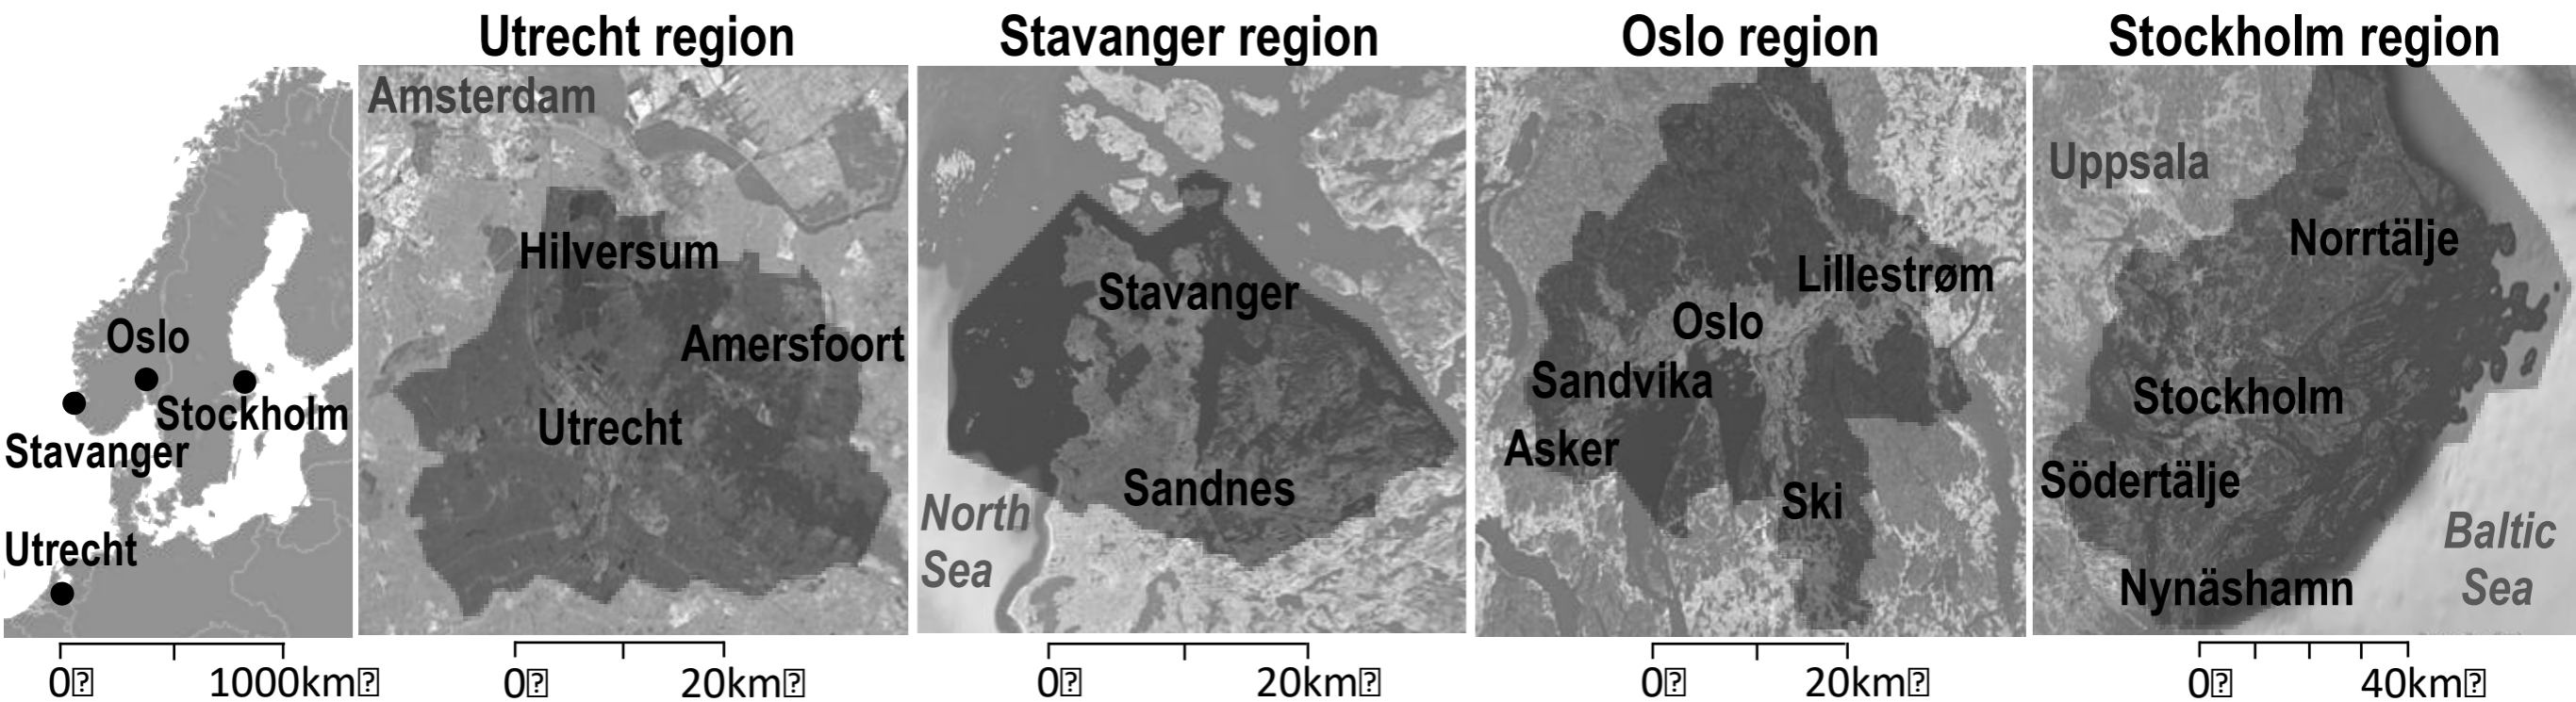 Utrecht region
Stavanger region
Oslo region
Stockholm region
Oslo
Stockholm
Stavanger
Utrecht
0
1000km
Amsterdam
Hilversum
Amersfoort
Utrecht
0
20km
Stavanger
Sandnes
North
Sea
0
20km
Lillestrøm
Oslo
Sandvika
Asker
Ski
0
20km
Uppsala
Norrtälje
Stockholm
Södertälje
Nynäshamn
Baltic
Sea
0
40km